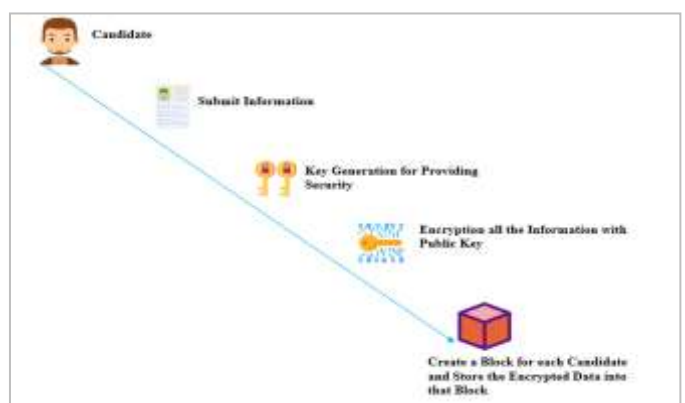 Candidate
Submit Information
Key Generation for Providing
Security
Encryption all the Information with
Public Key
Create a Block for each Candidate
and Store the Encrypted Data into
that Block